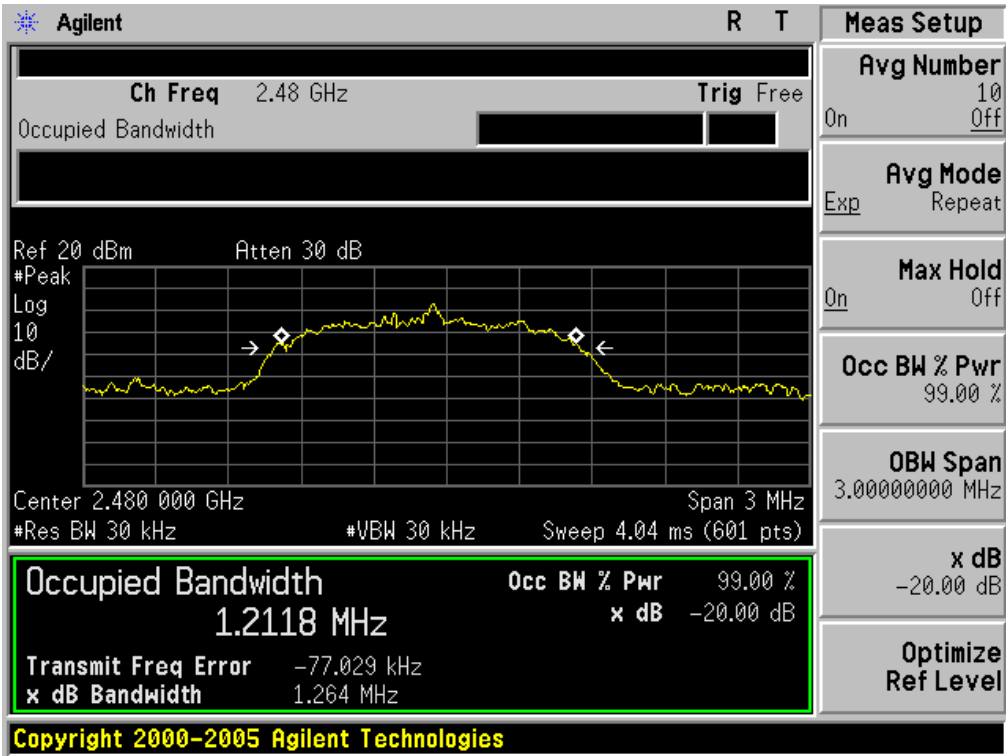 Agilent R T
Ch Freq 2.48 GHz Trig Free
Occupied Bandwidth
Ref 20 dBm Atten 30 dB
#Peak
Log
10
dB/
Center 2.480 000 GHz Span 3 MHz
#Res BW 30 kHz #VBW 30 kHz Sweep 4.04 ms (601 pts)
Occupied Bandwidth Occ BW % Pwr 99.00 %
1.2118 MHz x dB -20.00 dB
Transmit Freq Error -77.029 kHz
x dB Bandwidth 1.264 MHz
Copyright 2000-2005 Agilent Technologies
Meas Setup
Avg Number
10
On Off
Avg Mode
Exp Repeat
Max Hold
On Off
Occ BW % Pwr
99.00 %
OBW Span
3.00000000 MHz
x dB
-20.00 dB
Optimize
Ref Level